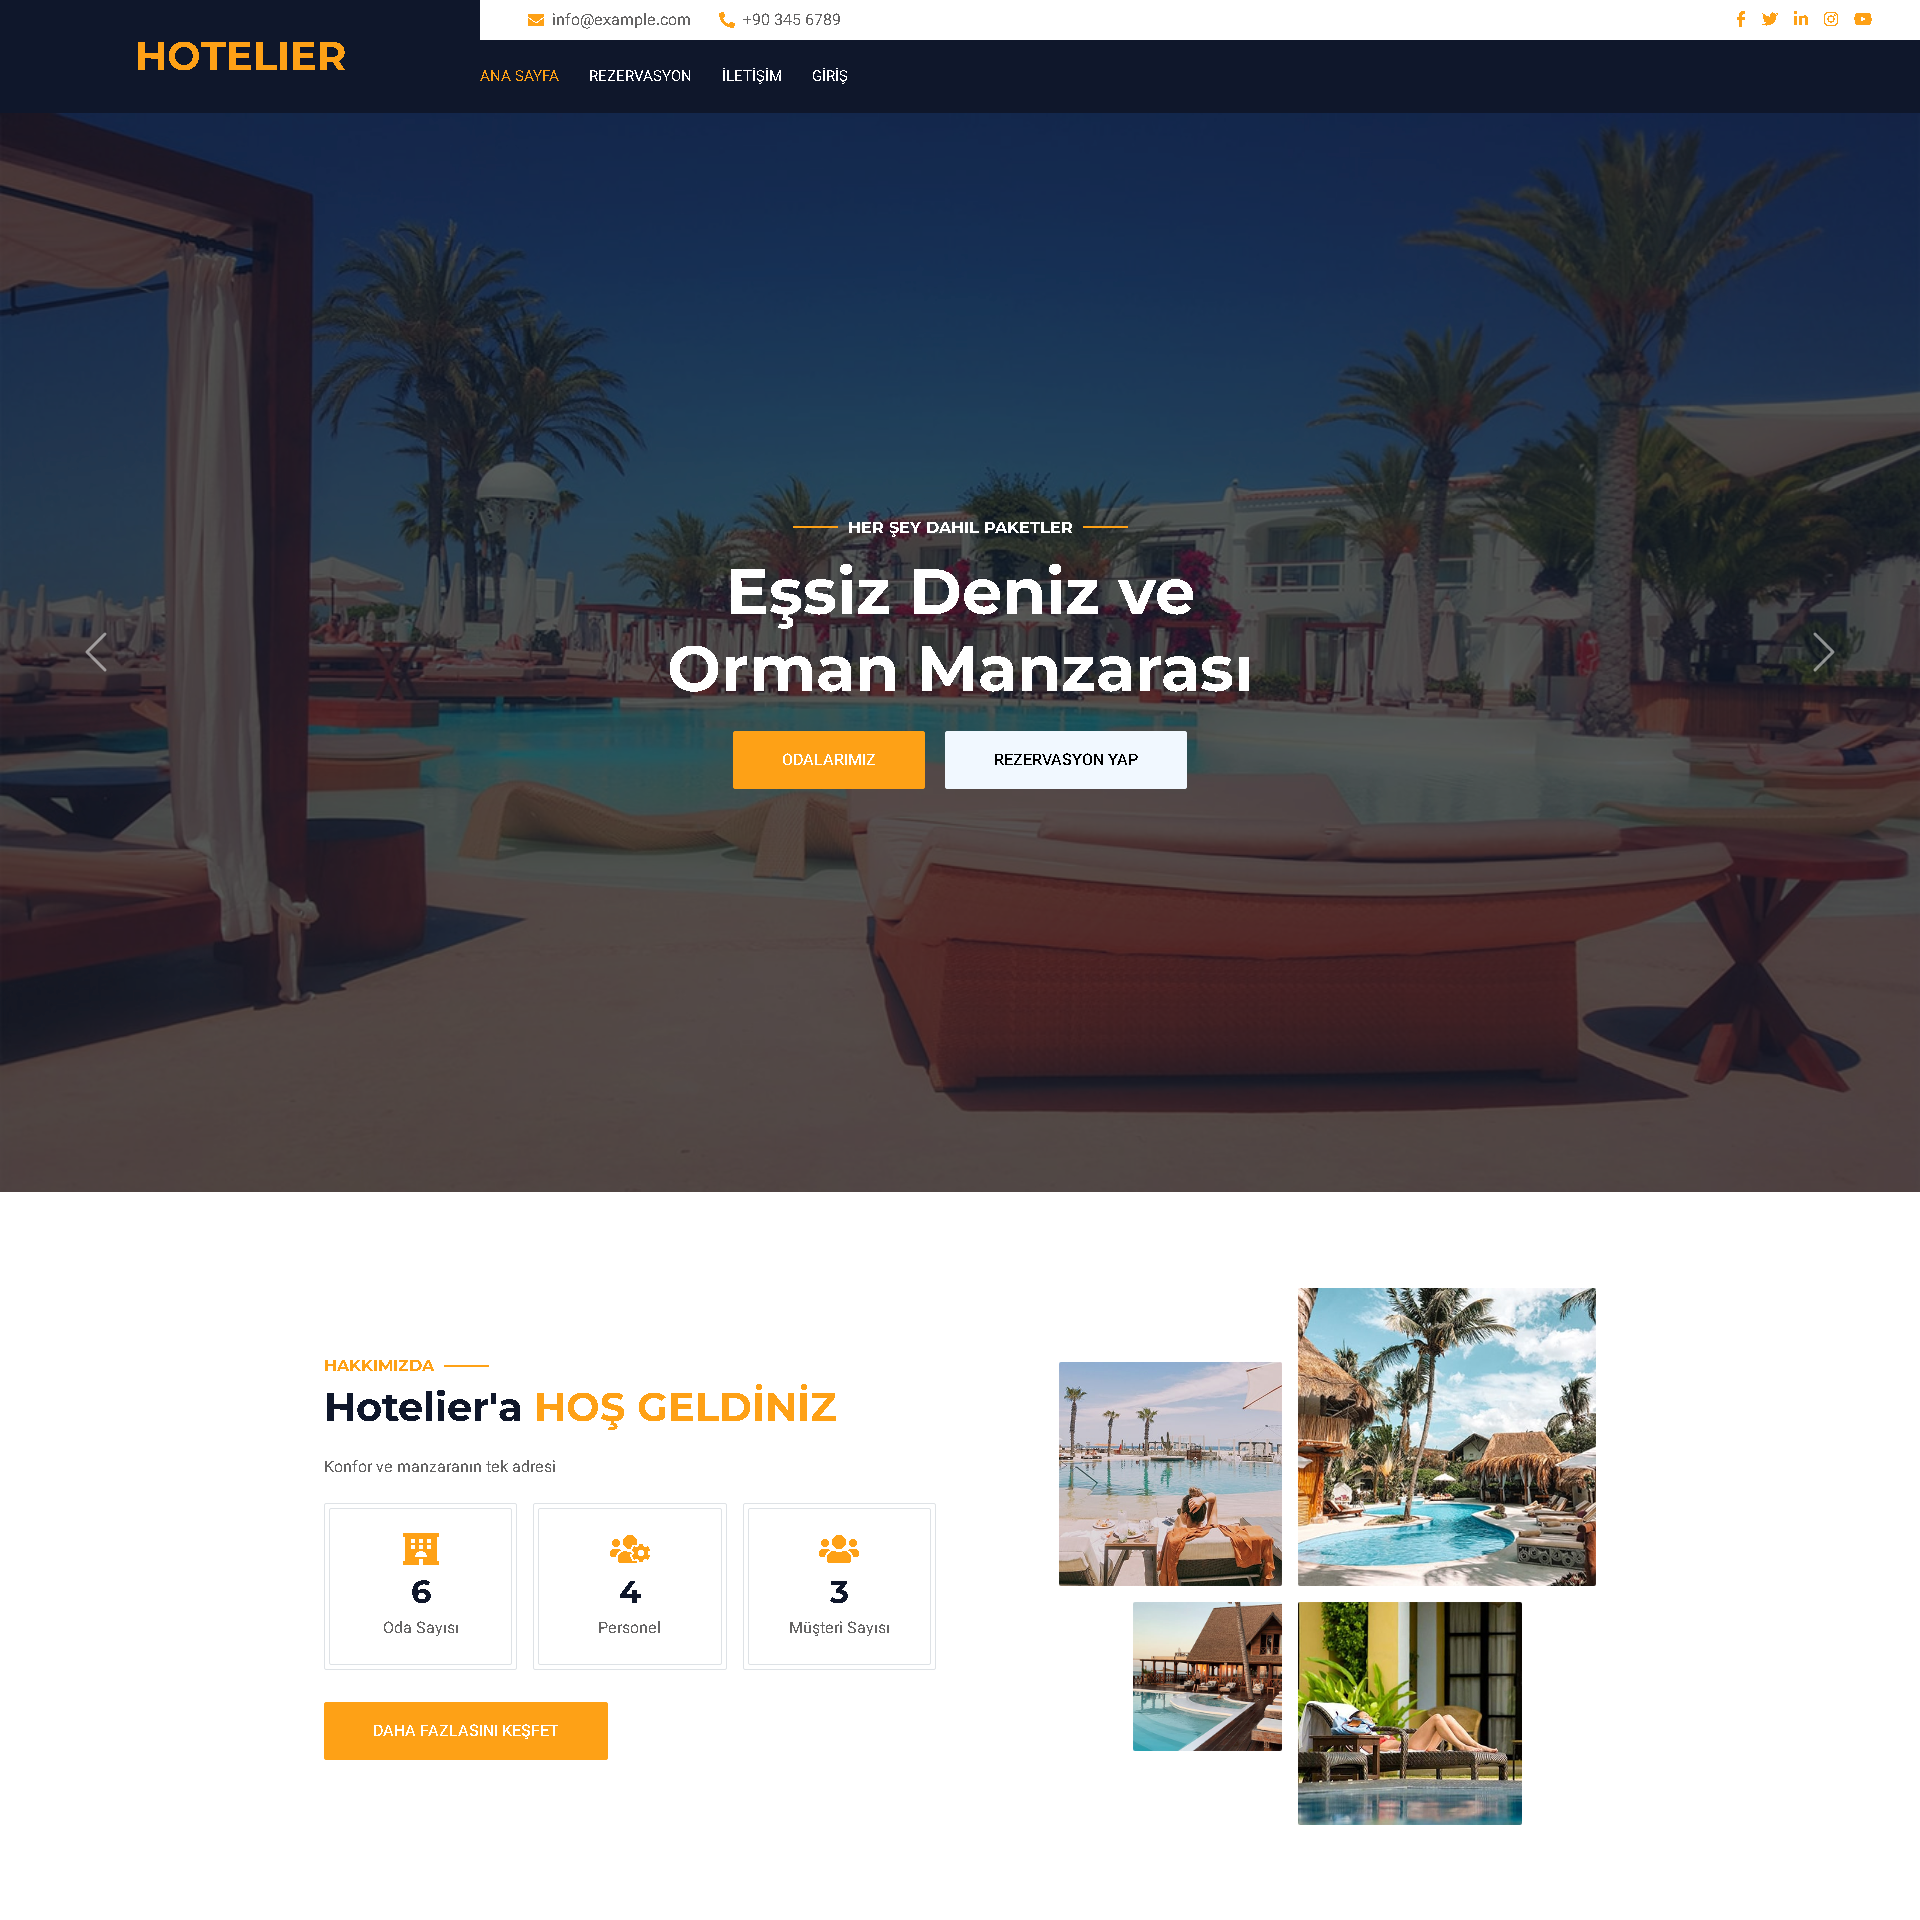 HOTELIER
info@example.com
+90 345 6789
ANA SAYFA
REZERVASYON
İLETİŞİM
GİRİŞ
HER ŞEY DAHIL PAKETLER
Eşsiz Deniz ve
Orman Manzarası
ODALARIMIZ
REZERVASYON YAP
HAKKIMIZDA
Hotelier'a HOŞ GELDİNİZ
Konfor ve manzaranın tek adresi
6
Oda Sayısı
4
Personel
3
Müşteri Sayısı
DAHA FAZLASINI KEŞFET